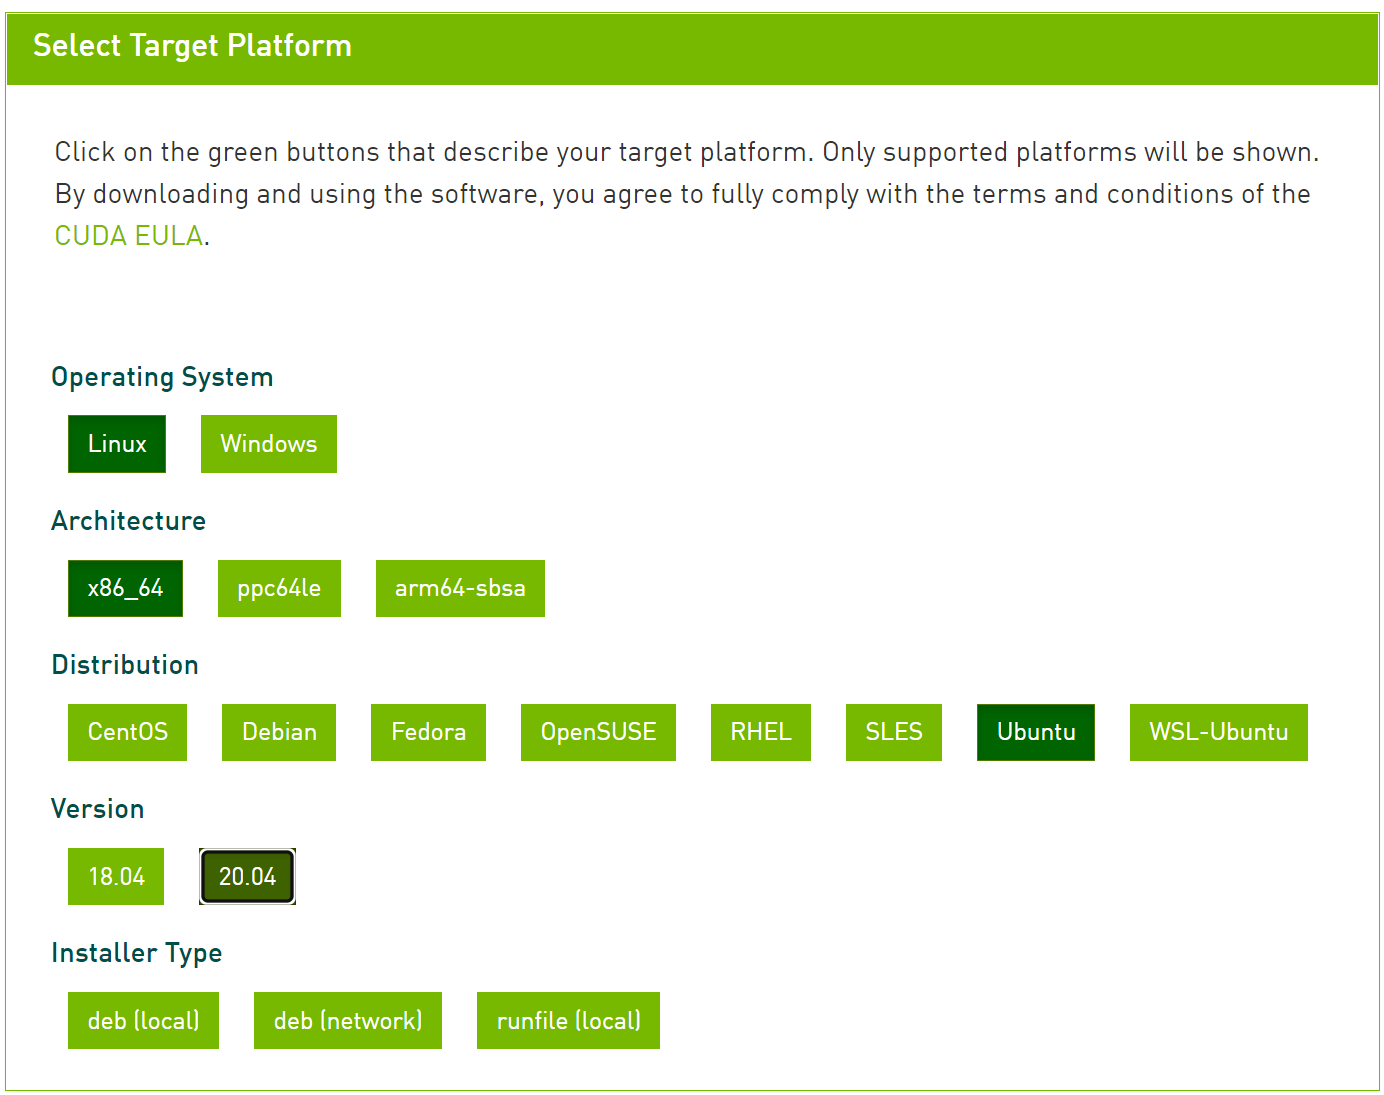 Select Target Platform
Click on the green buttons that describe your target platform. Only supported platforms will be shown.
By downloading and using the software, you agree to fully comply with the terms and conditions of the
CUDA EULA.
Operating System
Linux Windows
Architecture
x86_64 ppc64le arm64-sbsa
Distribution
CentOS Debian Fedora OpenSUSE RHEL SLES Ubuntu WSL-Ubuntu
Version
18.04 20.04
Installer Type
deb (local) deb (network) runfile (local)